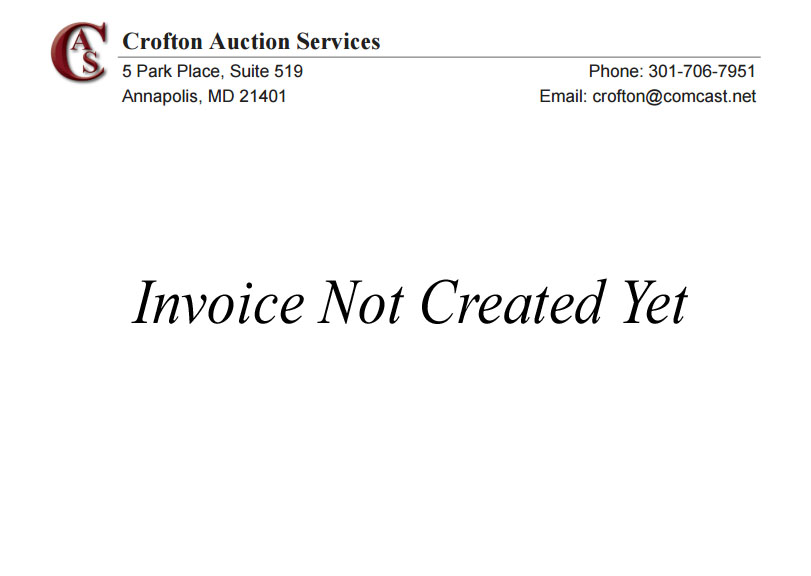 CAS
Crofton Auction Services
5 Park Place, Suite 519
Phone: 301-706-7951
Annapolis, MD 21401
Email: crofton@comcast.net
Invoice Not Created Yet